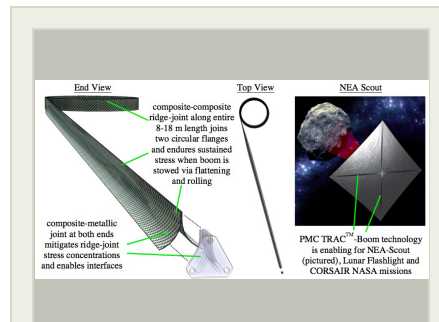 End View
composite-composite
ridge-joint along entire
8-18 m length joins
two circular flanges
and endures sustained
stress when boom is
stowed via flattening
and rolling
composite-metallic
joint at both ends
mitigates ridge-joint
stress concentrations
and enables interfaces
Top View
NEA Scout
PMC TRAC™-Boom technology
is enabling for NEA-Scout
(pictured), Lunar Flashlight and
CORSAIR NASA missions